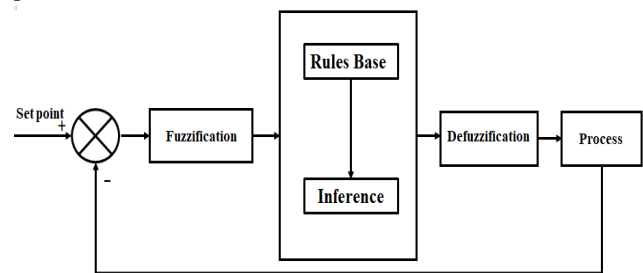 Rules Base
Set point
+
Fuzzification
Defuzzification
Process
-
Inference